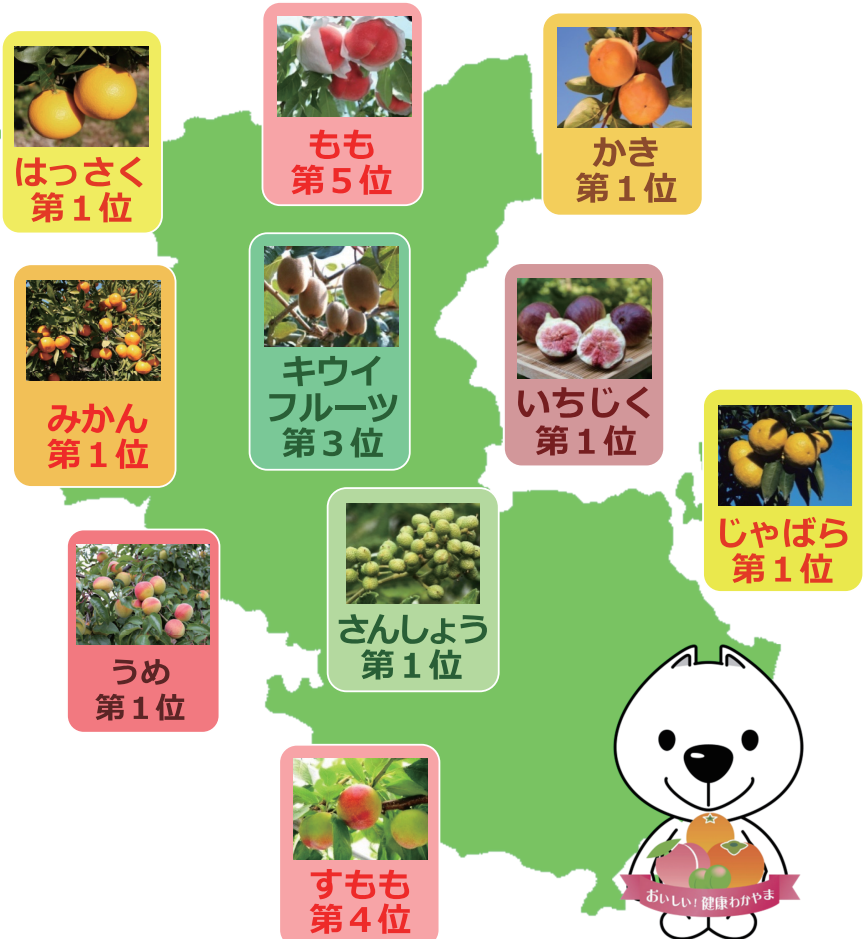 はっさく
第１位
もも
第５位
かき
第１位
みかん
第１位
キウイ
フルーツ
第３位
いちじく
第１位
じゃばら
第１位
うめ
第１位
さんしょう
第１位
すもも
第４位
おいしい！健康わかやま